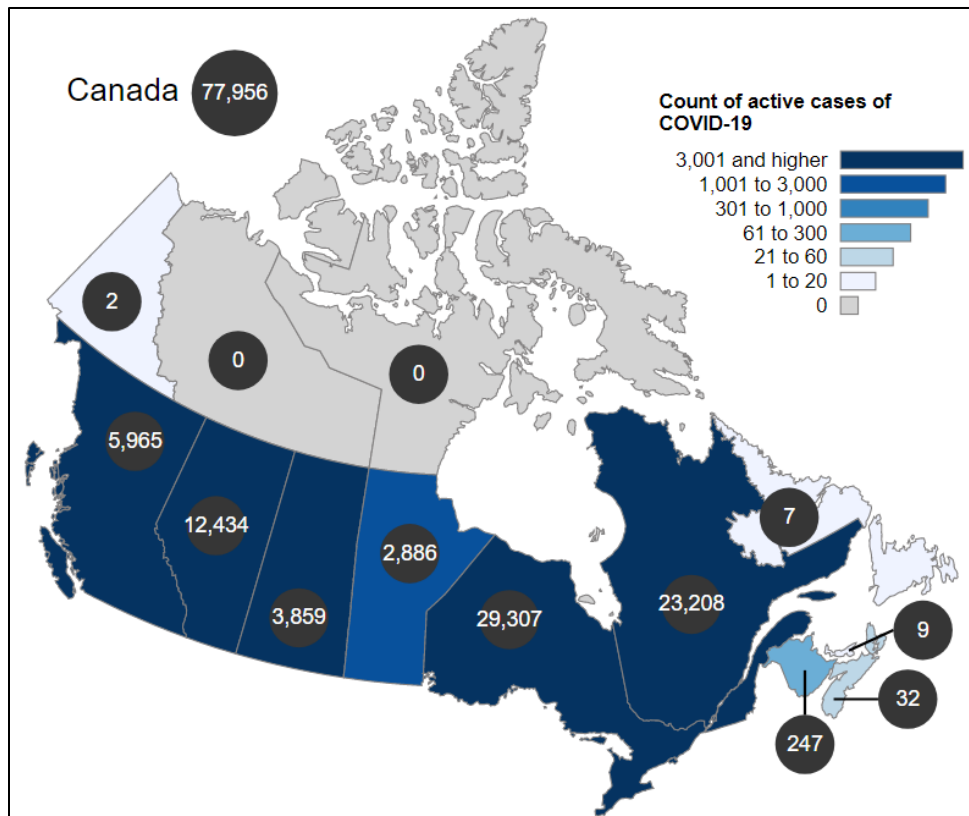 Canada 77,956
Count of active cases of
COVID-19
3,001 and higher
1,001 to 3,000
301 to 1,000
61 to 300
21 to 60
1 to 20
0
2
0
0
5,965
12,434
3,859
2,886
29,307
23,208
7
9
32
247